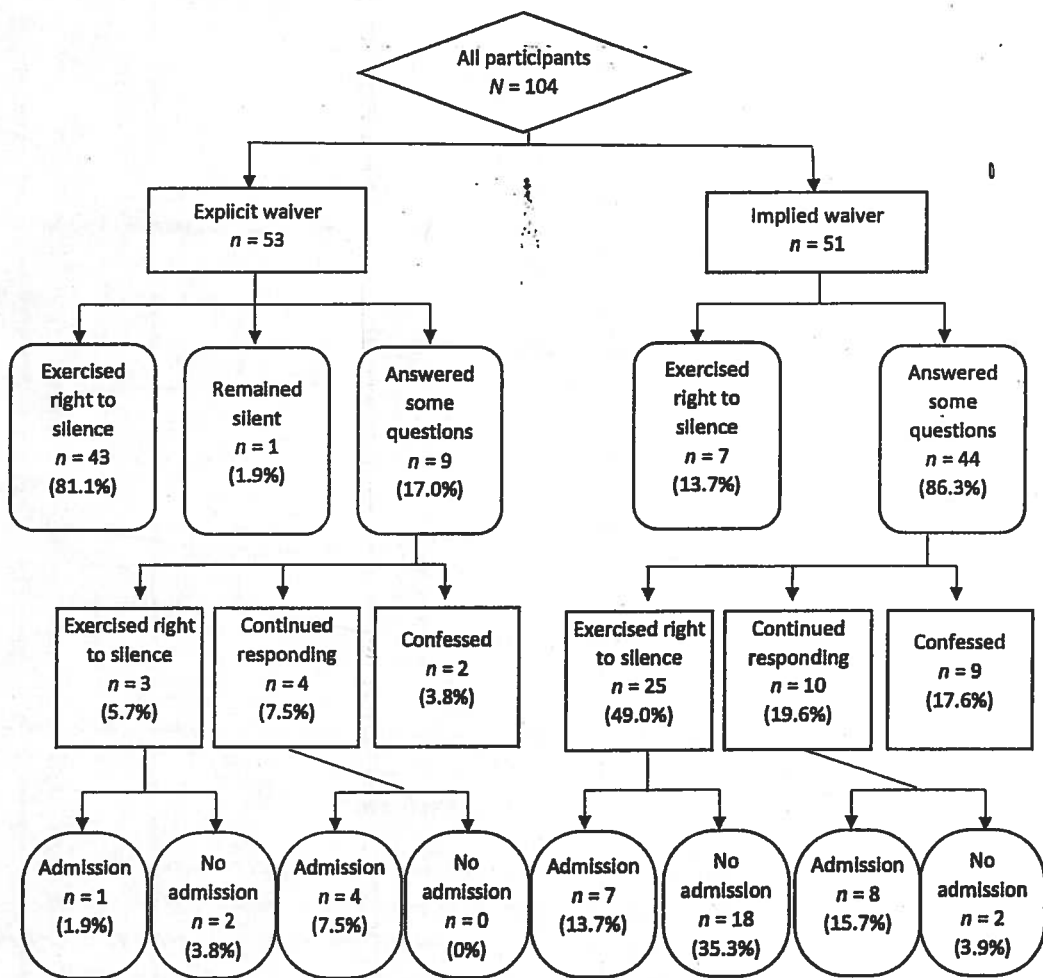 All participants
N = 104
Explicit waiver
n = 53
Implied waiver
n = 51
Exercised
right to
silence
n = 43
(81.1%)
Remained
silent
n = 1
(1.9%)
Answered
some
questions
n = 9
(17.0%)
Exercised
right to
silence
n = 7
(13.7%)
Answered
some
questions
n = 44
(86.3%)
Exercised right
to silence
n = 3
(5.7%)
Continued
responding
n = 4
(7.5%)
Confessed
n = 2
(3.8%)
Exercised right
to silence
n = 25
(49.0%)
Continued
responding
n = 10
(19.6%)
Confessed
n = 9
(17.6%)
Admission
n = 1
(1.9%)
No
admission
n = 2
(3.8%)
Admission
n = 4
(7.5%)
No
admission
n = 0
(0%)
Admission
n = 7
(13.7%)
No
admission
n = 18
(35.3%)
Admission
n = 8
(15.7%)
No
admission
n = 2
(3.9%)